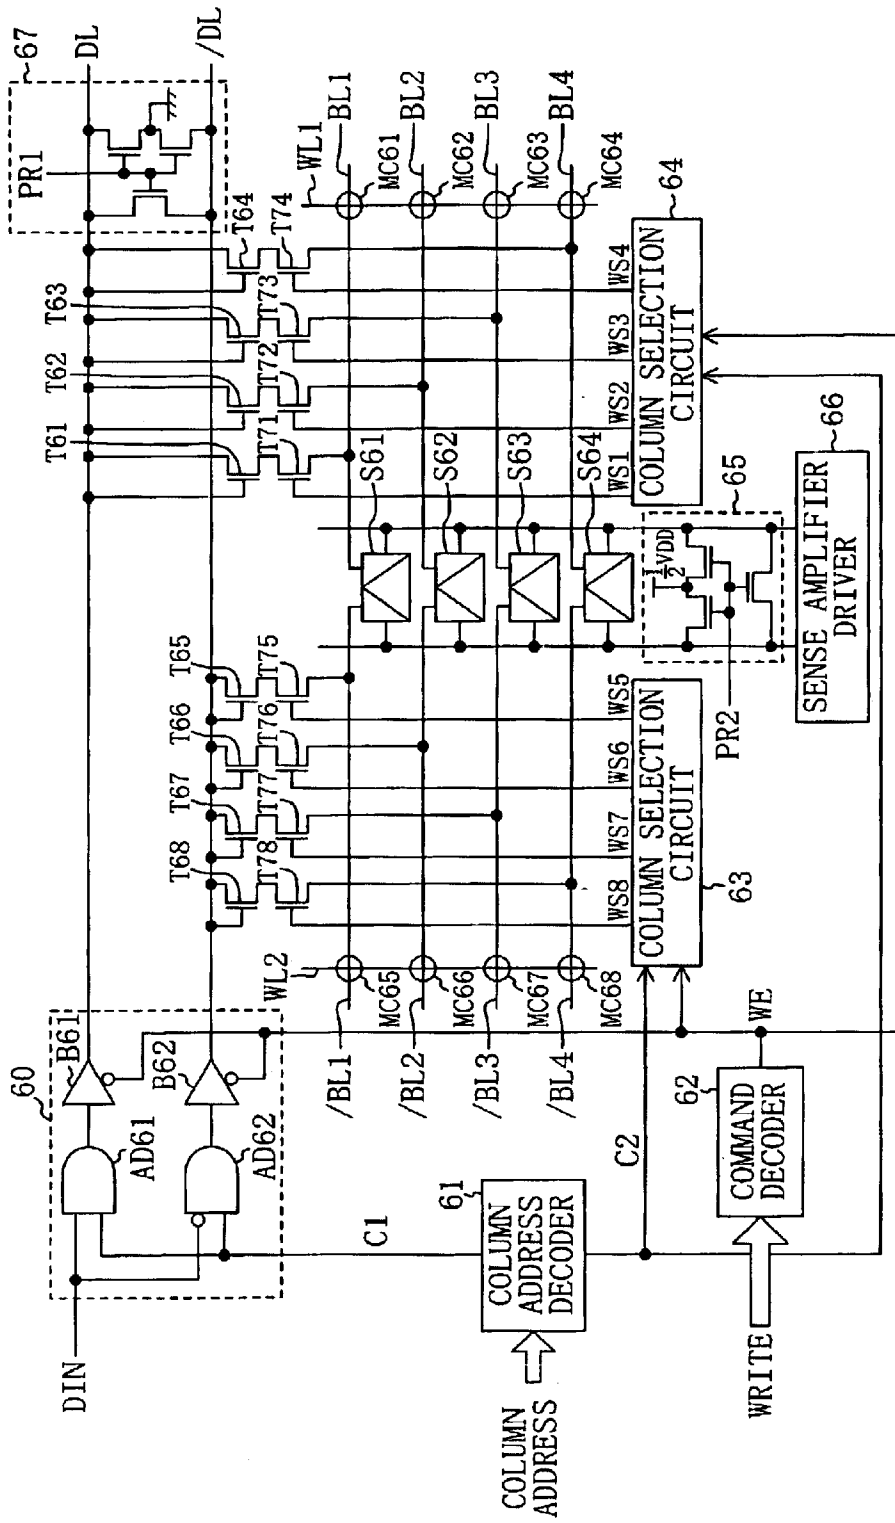 DIN
60
B61
AD61
B62
AD62
C1
T68
T67
T66
T65
T78
T77
T76
T75
T61
T62
T63
T64
T71
T72
T73
T74
PR1
67
DL
/DL
WL2
WL1
/BL1
/BL2
/BL3
/BL4
MC65
MC66
MC67
MC68
BL1
BL2
BL3
BL4
MC61
MC62
MC63
MC64
S61
S62
S63
S64
WS8
WS7
WS6
WS5
WS1
WS2
WS3
WS4
COLUMN SELECTION
CIRCUIT
63
COLUMN SELECTION
CIRCUIT
64
1/2 VDD
65
PR2
SENSE AMPLIFIER
DRIVER
66
COLUMN
ADDRESS
COLUMN
ADDRESS
DECODER
61
C2
WRITE
COMMAND
DECODER
62
WE